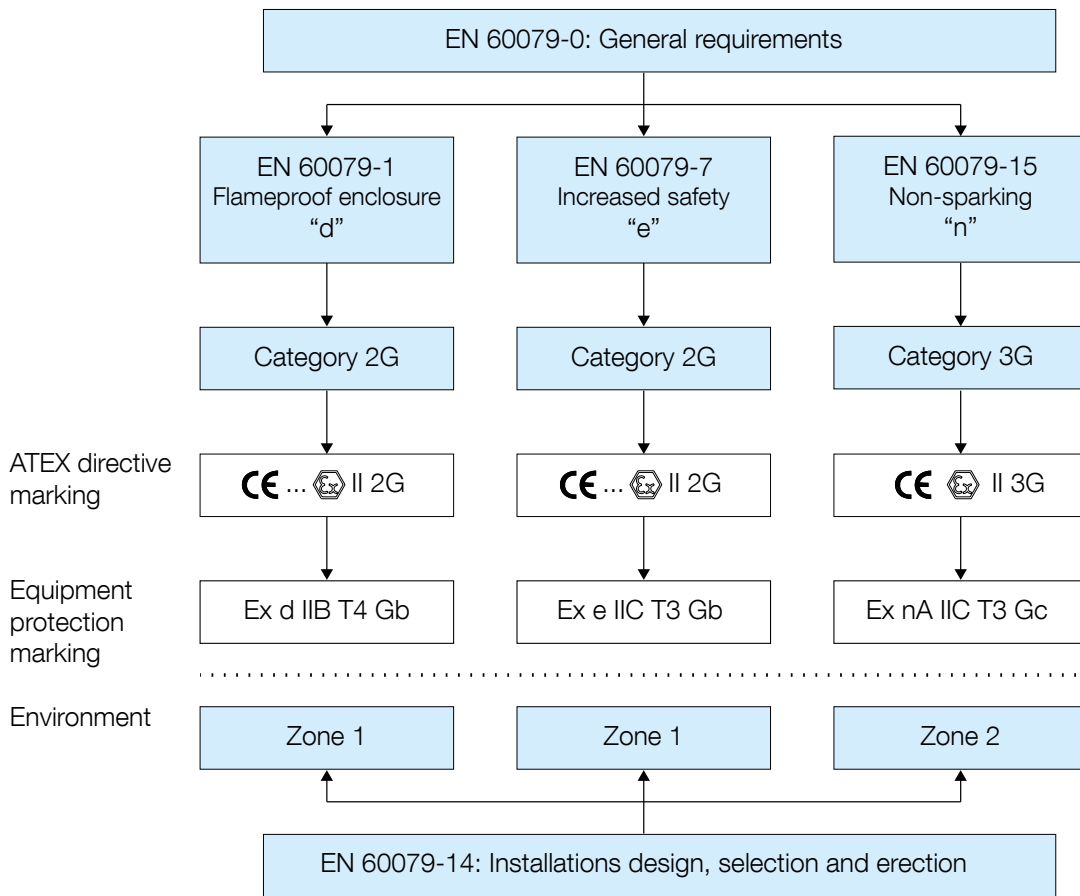 EN 60079-0: General requirements
EN 60079-1
Flameproof enclosure
“d”
EN 60079-7
Increased safety
“e”
EN 60079-15
Non-sparking
“n”
Category 2G
Category 2G
Category 3G
ATEX directive
marking
CE ... Ex II 2G
CE ... Ex II 2G
CE Ex II 3G
Equipment
protection
marking
Ex d IIB T4 Gb
Ex e IIC T3 Gb
Ex nA IIC T3 Gc
Environment
Zone 1
Zone 1
Zone 2
EN 60079-14: Installations design, selection and erection